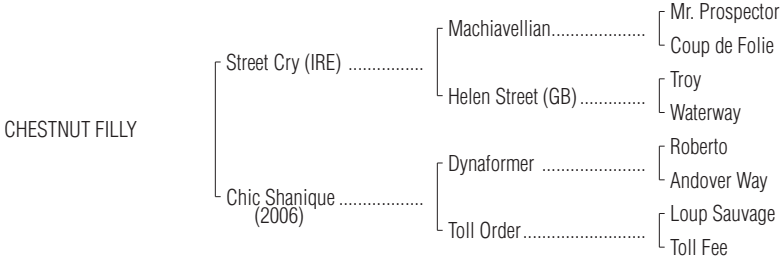 Mr. Prospector
Machiavellian....................
Coup de Folie
Street Cry (IRE) ................
Troy
Helen Street (GB) ..............
Waterway
CHESTNUT FILLY
Roberto
Dynaformer ......................
Andover Way
Chic Shanique ..................
(2006)
Loup Sauvage
Toll Order..........................
Toll Fee